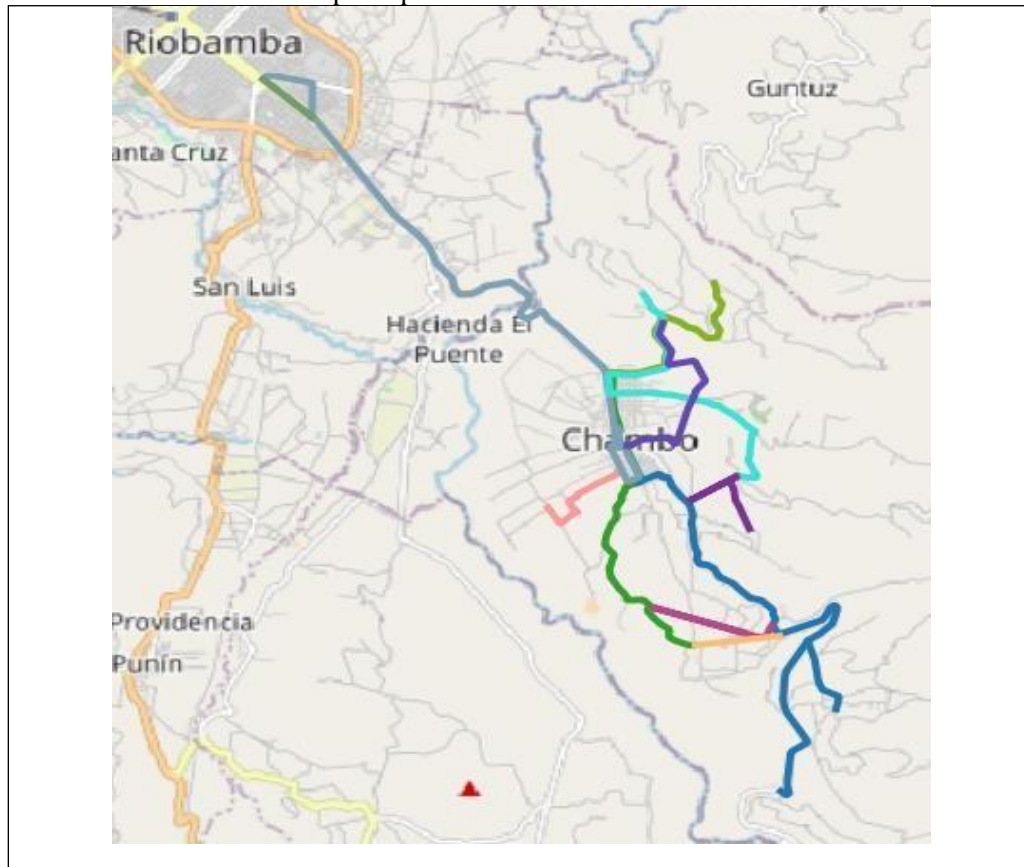 Riobamba
Guntuz
anta Cruz
San Luis
Hacienda El
Puente
Chambo
Providencia
Punín